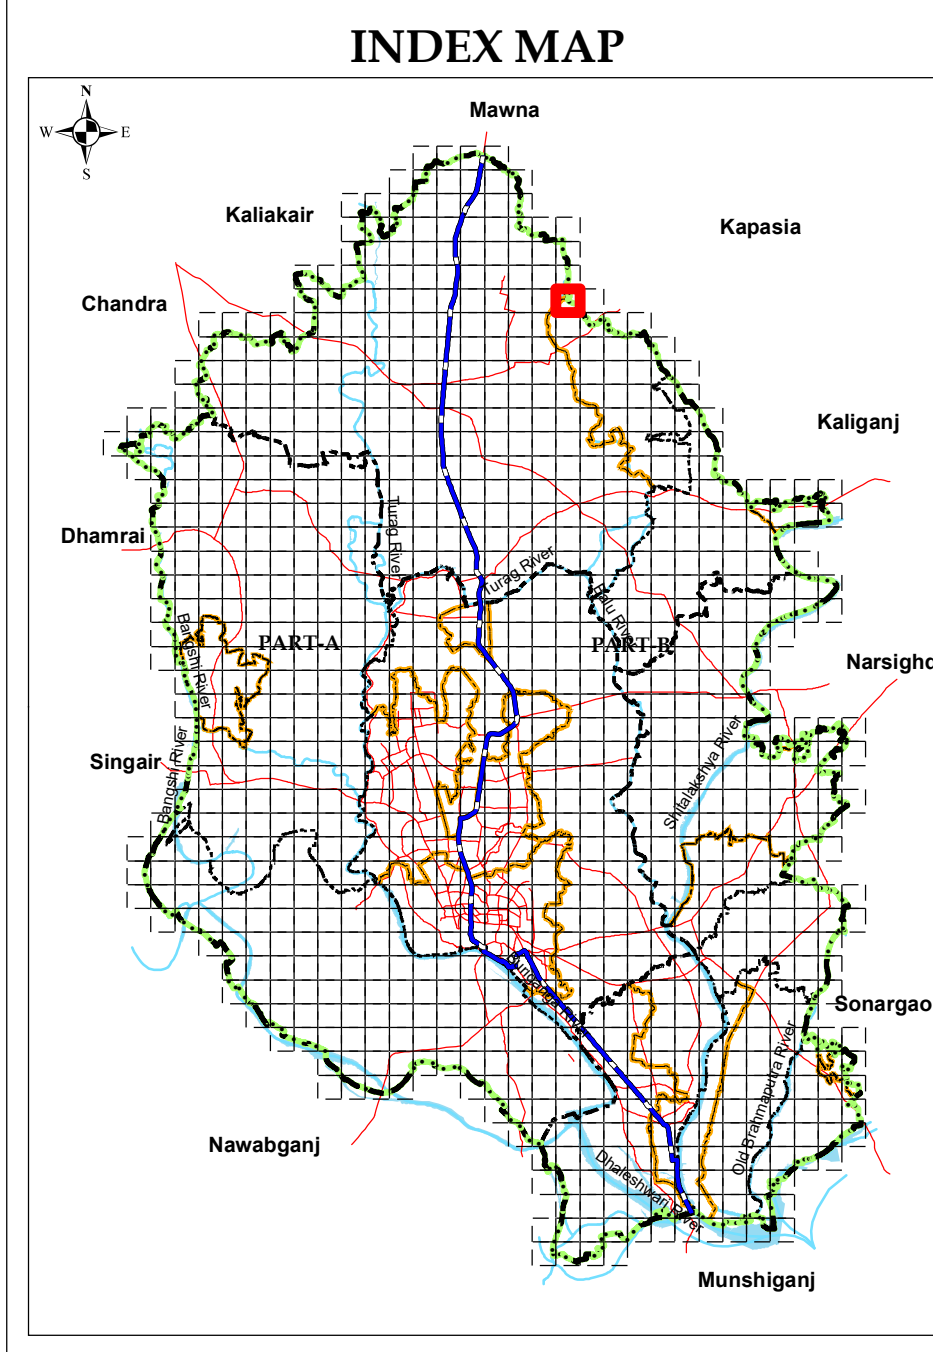 INDEX MAP
N
W E
S
Mawna
Kaliakair
Kapasia
Chandra
Kaliganj
Dhamrai
Turag River
Turag River
Balu River
Bangshi River
PART-A
PART-B
Narsighd
Shitalakshya River
Singair
Bangshi River
Buriganga River
Sonargao
Old Brahmaputra River
Nawabganj
Dhaleshwari River
Munshiganj